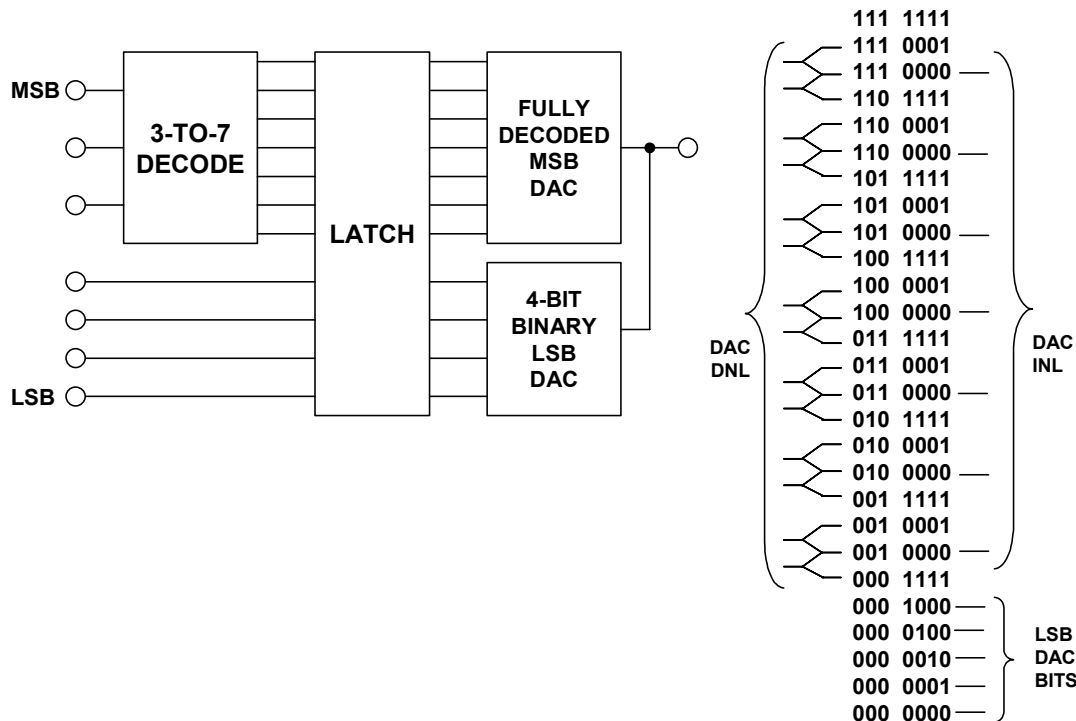 MSB
3-TO-7
DECODE
LATCH
FULLY
DECODED
MSB
DAC
4-BIT
BINARY
LSB
DAC
LSB
DAC
DNL
111 1111
111 0001
111 0000
110 1111
110 0001
110 0000
101 1111
101 0001
101 0000
100 1111
100 0001
100 0000
011 1111
011 0001
011 0000
010 1111
010 0001
010 0000
001 1111
001 0001
001 0000
000 1111
000 1000
000 0100
000 0010
000 0001
000 0000
DAC
INL
LSB
DAC
BITS